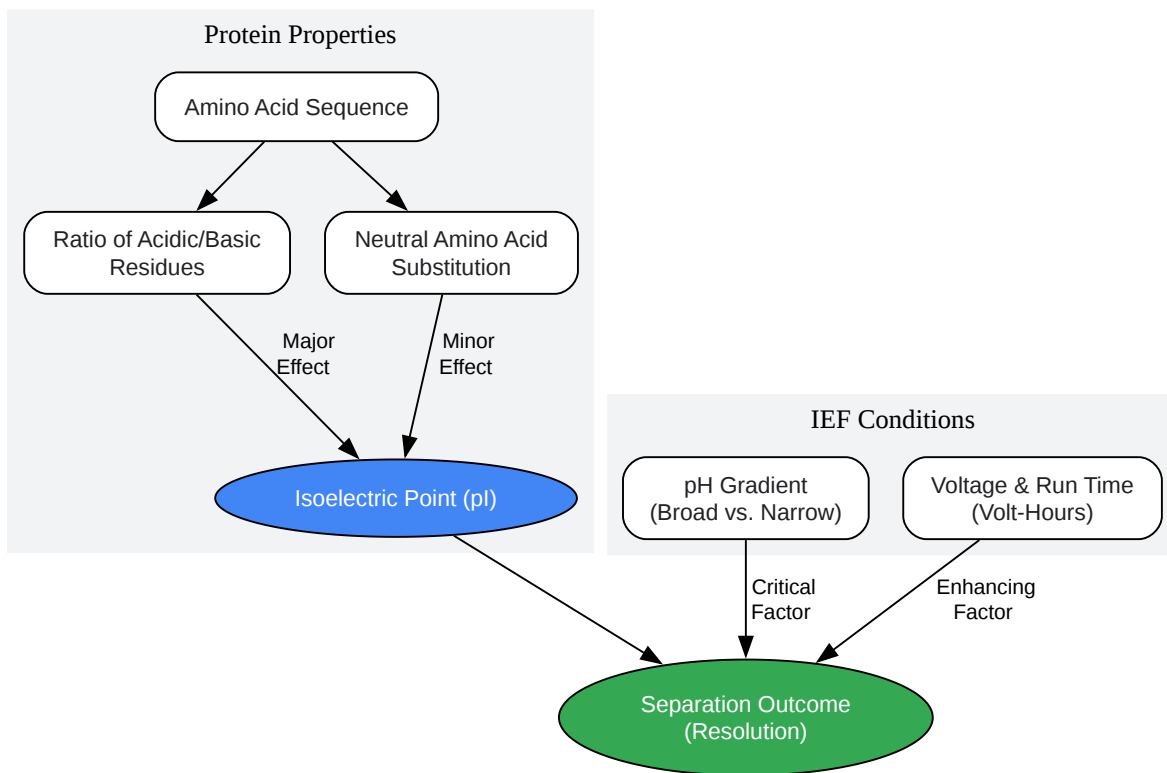 Protein Properties
Amino Acid Sequence
Ratio of Acidic/Basic
Residues
Neutral Amino Acid
Substitution
Major
Effect
Minor
Effect
Isoelectric Point (pI)
IEF Conditions
pH Gradient
(Broad vs. Narrow)
Voltage & Run Time
(Volt-Hours)
Critical
Factor
Enhancing
Factor
Separation Outcome
(Resolution)